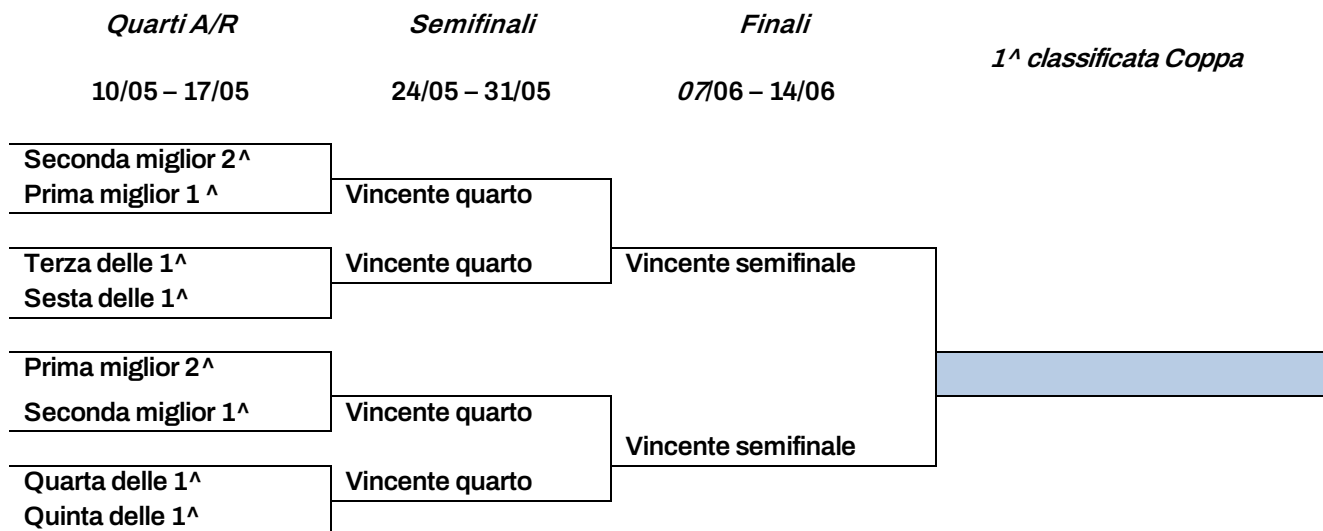 Quarti A/R Semifinali Finali
1^ classificata Coppa
10/05 – 17/05 24/05 – 31/05 07/06 – 14/06
Seconda miglior 2^
Prima miglior 1 ^ Vincente quarto
Terza delle 1^ Vincente quarto Vincente semifinale
Sesta delle 1^
Prima miglior 2^
Seconda miglior 1^ Vincente quarto
Vincente semifinale
Quarta delle 1^ Vincente quarto
Quinta delle 1^